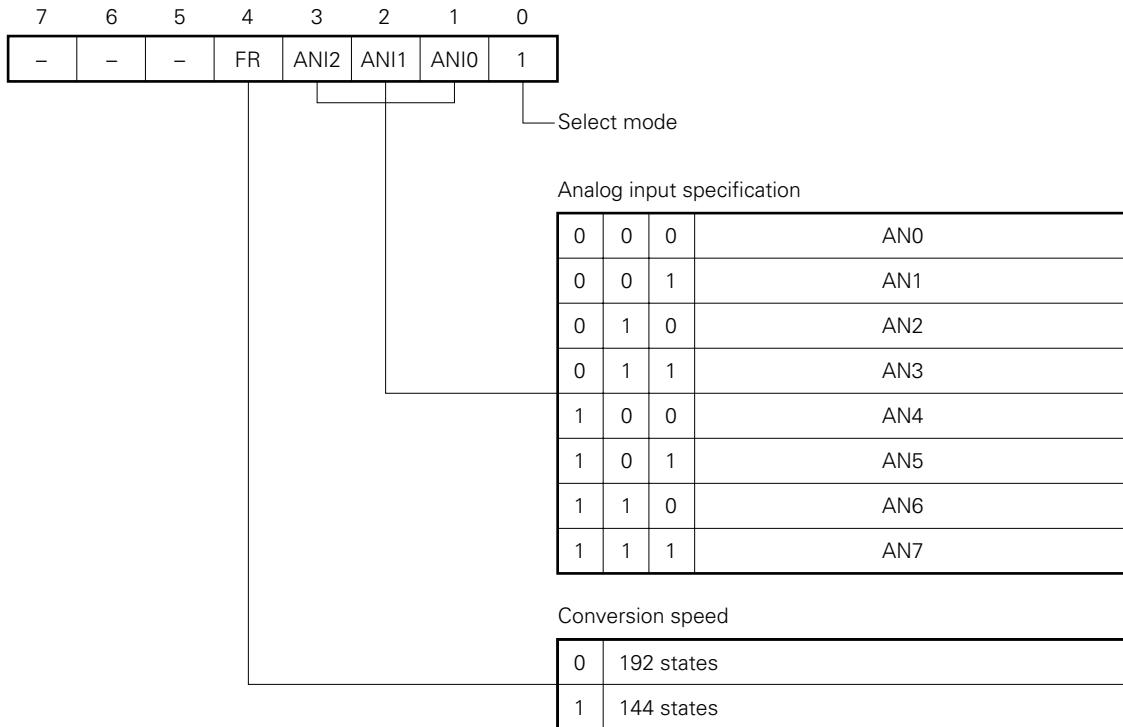 7 6 5 4 3 2 1 0
– – – FR ANI2 ANI1 ANI0 1
Select mode
Analog input specification
0 0 0 AN0
0 0 1 AN1
0 1 0 AN2
0 1 1 AN3
1 0 0 AN4
1 0 1 AN5
1 1 0 AN6
1 1 1 AN7
Conversion speed
0 192 states
1 144 states